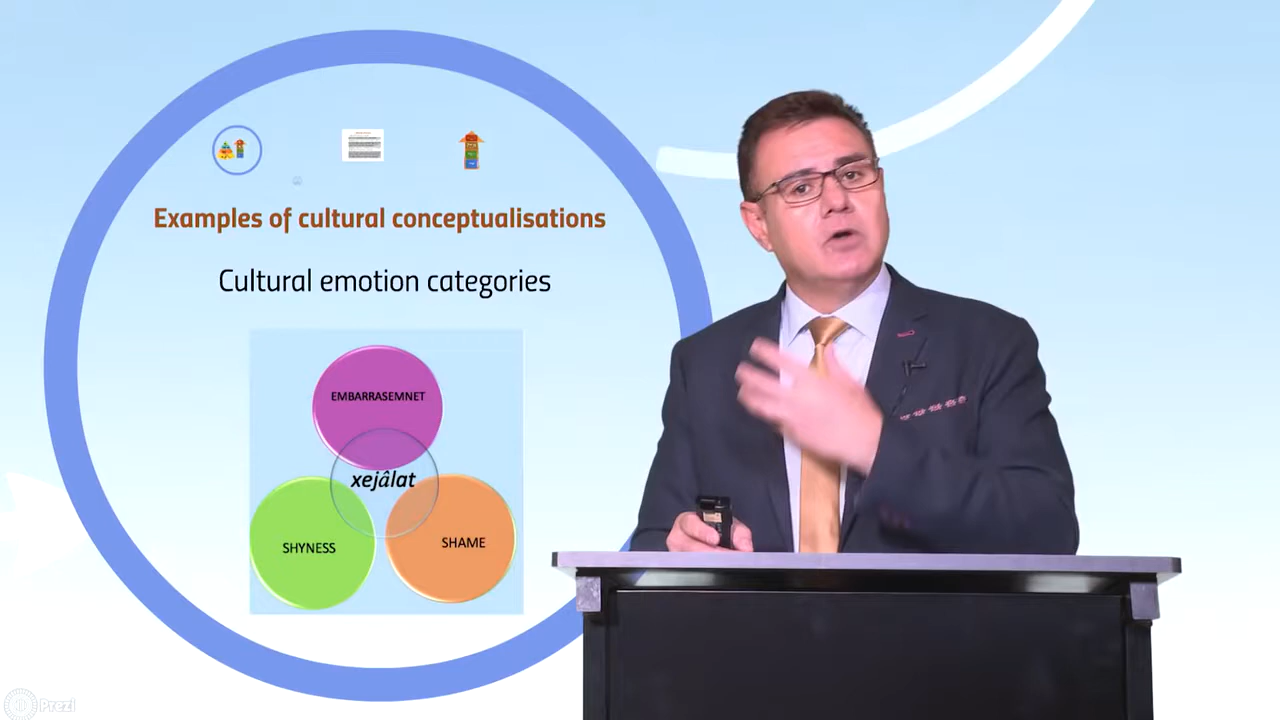 Examples of cultural conceptualisations
Cultural emotion categories
EMBARRASEMNET
xejâlat
SHYNESS
SHAME
Prezi